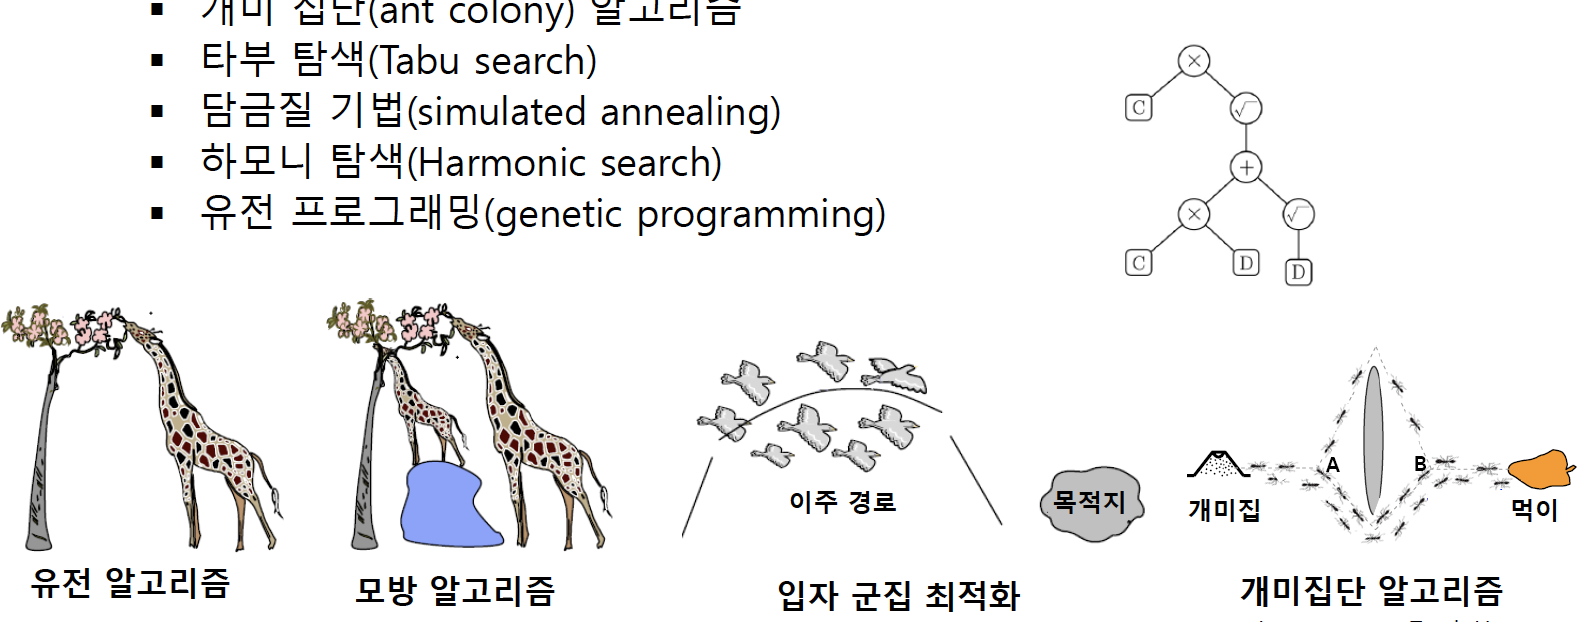 ▪ 개미 집단(ant colony) 알고리즘
▪ 타부 탐색(Tabu search)
▪ 담금질 기법(simulated annealing)
▪ 하모니 탐색(Harmonic search)
▪ 유전 프로그래밍(genetic programming)
×
C √
+
× √
C D D
A B
이주 경로 목적지 개미집 먹이
유전 알고리즘 모방 알고리즘 입자 군집 최적화 개미집단 알고리즘